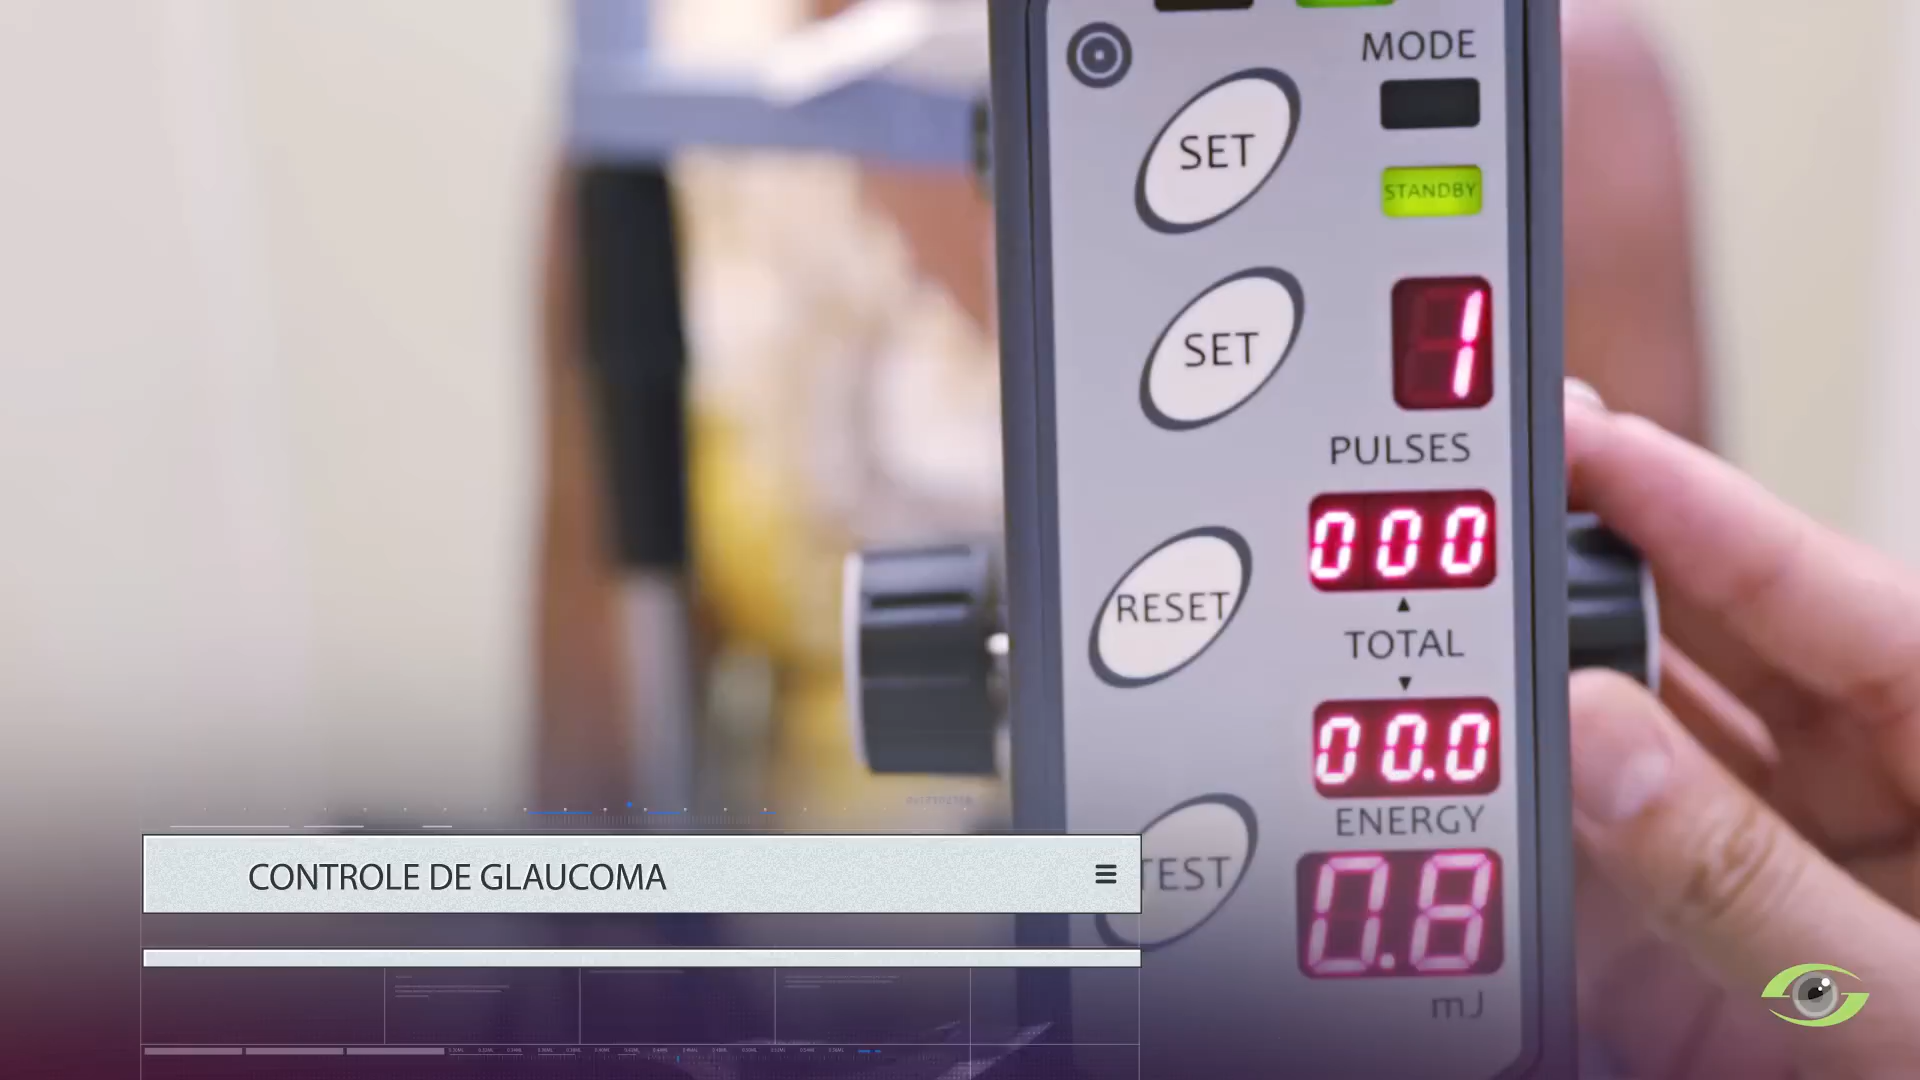 MODE
SET
STANDBY
SET
1
PULSES
000
RESET
▲
TOTAL
▼
00.0
ENERGY
TEST
0.8
mJ
CONTROLE DE GLAUCOMA